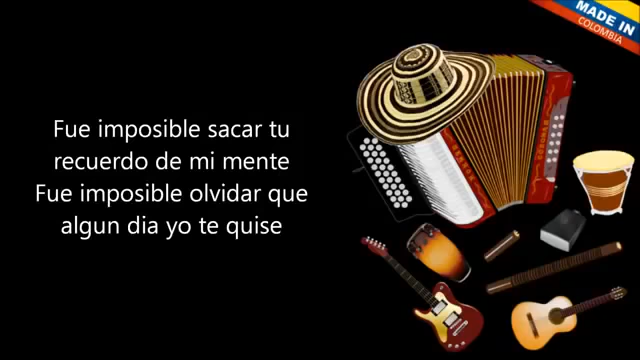 MADE IN
COLOMBIA
Fue imposible sacar tu
recuerdo de mi mente
Fue imposible olvidar que
algun dia yo te quise